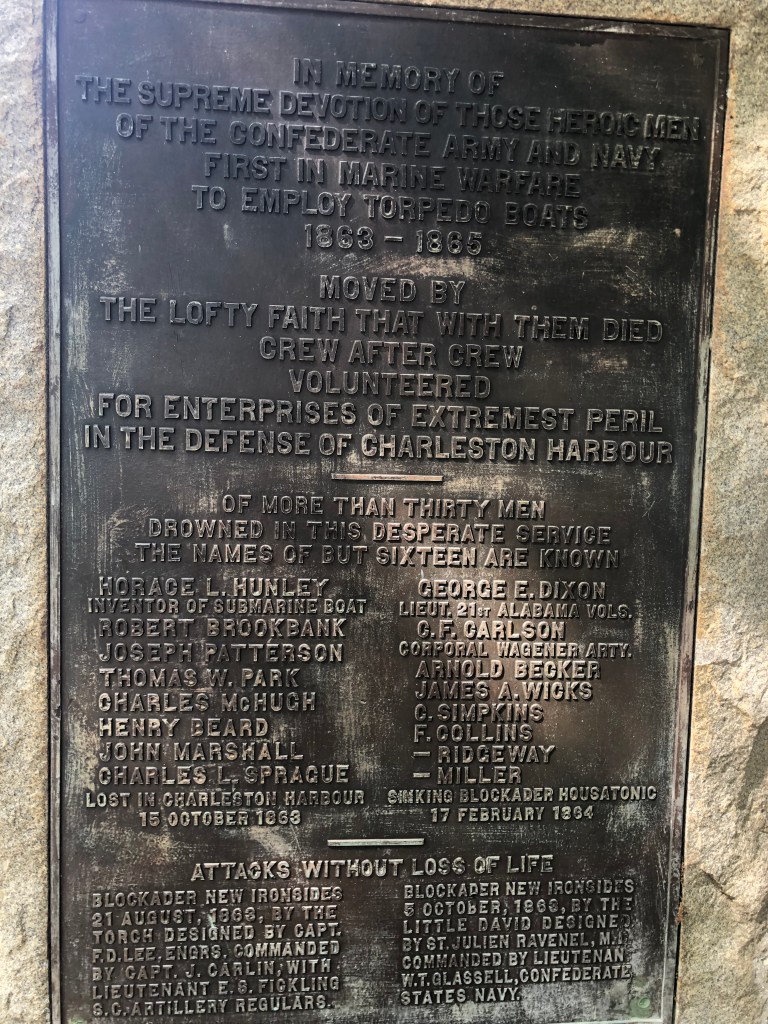 IN MEMORY OF
THE SUPREME DEVOTION OF THOSE HEROIC MEN
OF THE CONFEDERATE ARMY AND NAVY
FIRST IN MARINE WARFARE
TO EMPLOY TORPEDO BOATS
1863 – 1865
MOVED BY
THE LOFTY FAITH THAT WITH THEM DIED
CREW AFTER CREW
VOLUNTEERED
FOR ENTERPRISES OF EXTREMEST PERIL
IN THE DEFENSE OF CHARLESTON HARBOUR
OF MORE THAN THIRTY MEN
DROWNED IN THIS DESPERATE SERVICE
THE NAMES OF BUT SIXTEEN ARE KNOWN
HORACE L. HUNLEY
INVENTOR OF SUBMARINE BOAT
ROBERT BROOKBANK
JOSEPH PATTERSON
THOMAS W. PARK
CHARLES McHUGH
HENRY BEARD
JOHN MARSHALL
CHARLES L. SPRAGUE
LOST IN CHARLESTON HARBOUR
15 OCTOBER 1863
GEORGE E. DIXON
LIEUT. 21ST ALABAMA VOLS.
C. F. CARLSON
CORPORAL WAGENER ARTY.
ARNOLD BECKER
JAMES A. WICKS
C. SIMPKINS
F. COLLINS
– RIDGEWAY
– MILLER
SINKING BLOCKADER HOUSATONIC
17 FEBRUARY 1864
ATTACKS WITHOUT LOSS OF LIFE
BLOCKADER NEW IRONSIDES
21 AUGUST, 1863, BY THE
TORCH DESIGNED BY CAPT.
F.D. LEE, ENGRS. COMMANDED
BY CAPT. J. CARLIN, WITH
LIEUTENANT E. S. FICKLING
S. C. ARTILLERY REGULARS.
BLOCKADER NEW IRONSIDES
5 OCTOBER, 1863, BY THE
LITTLE DAVID DESIGNED
BY ST. JULIEN RAVENEL, M.D.
COMMANDED BY LIEUTENANT
W.T. GLASSELL, CONFEDERATE
STATES NAVY.